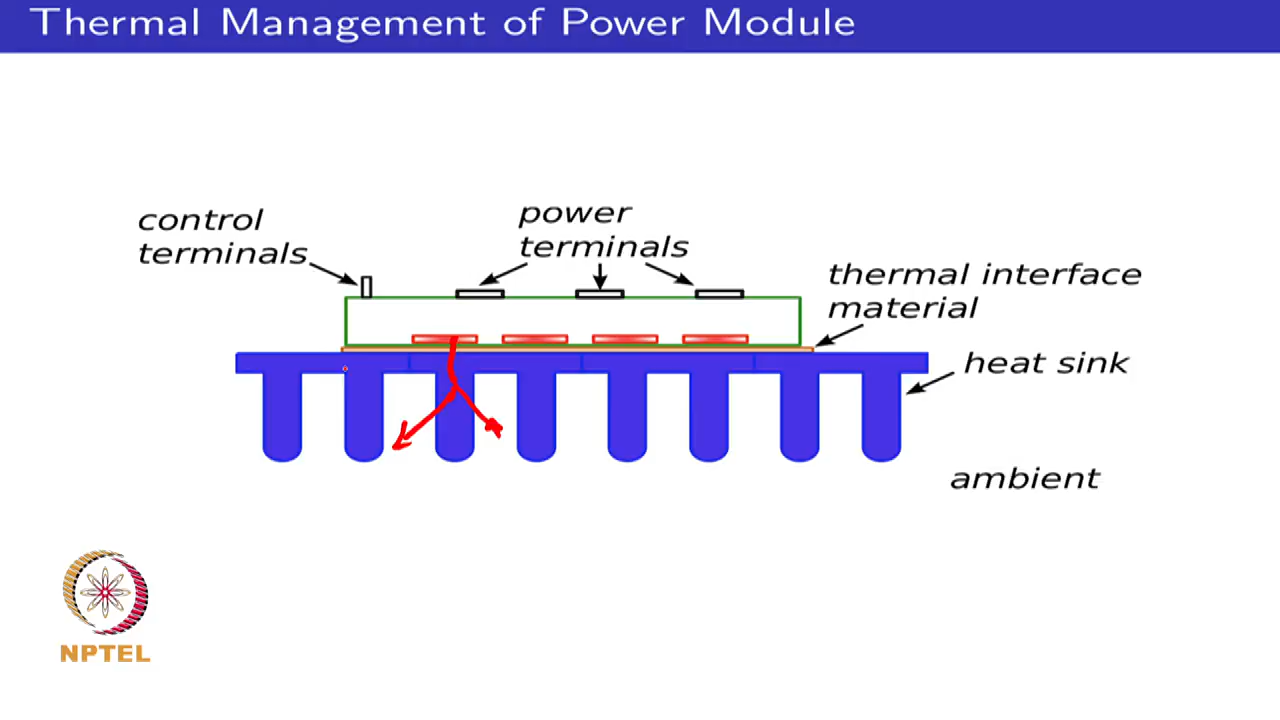 Thermal Management of Power Module
control
terminals
power
terminals
thermal interface
material
heat sink
ambient
NPTEL